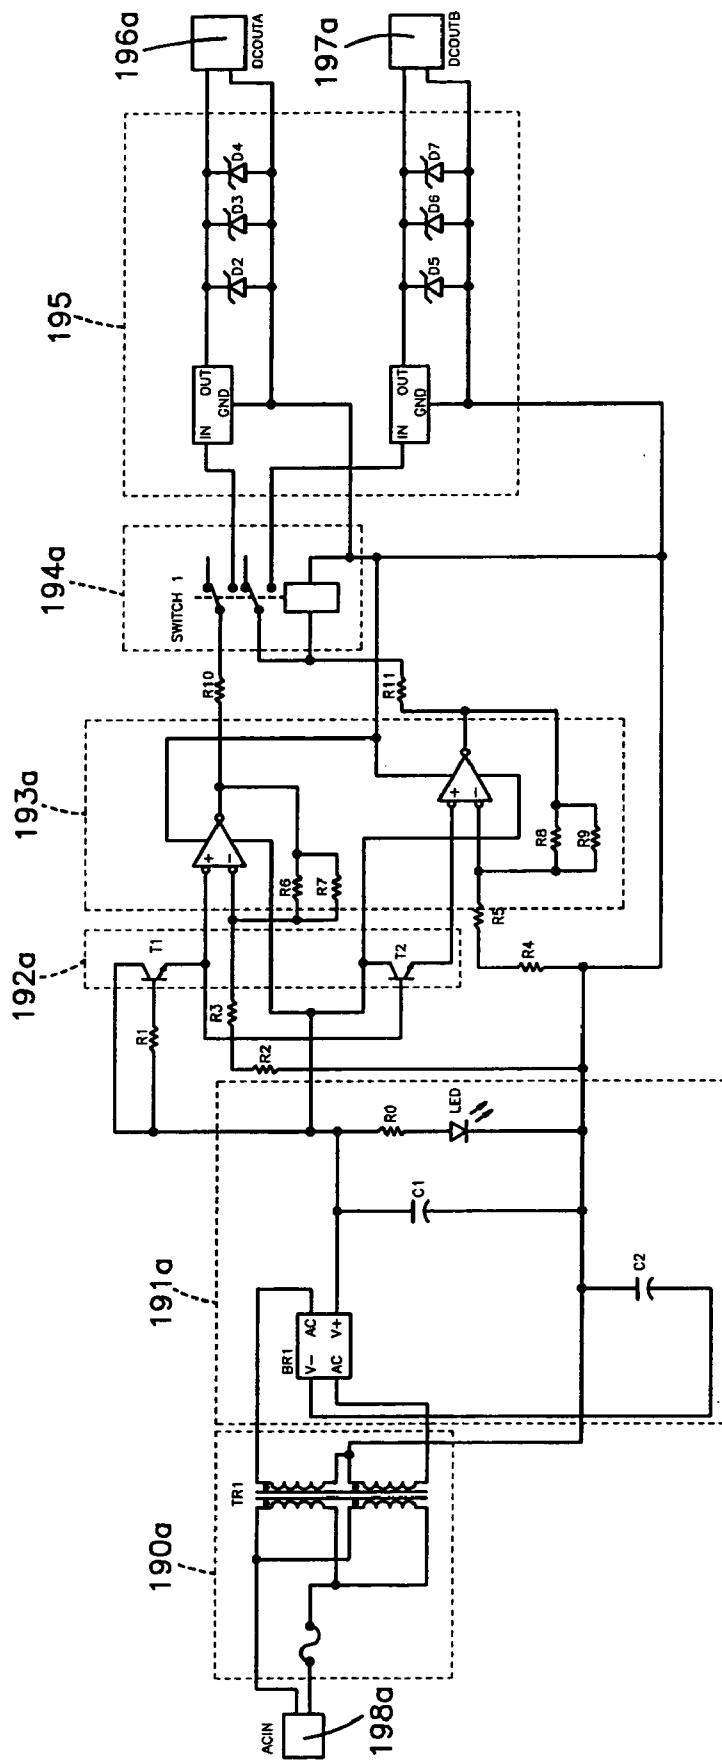 196a
DCOUTA
197a
DCOUTB
195
D2
D3
D4
D5
D6
D7
IN
OUT
GND
IN
OUT
GND
194a
SWITCH 1
R10
R11
193a
+
−
+
−
R6
R7
R8
R9
R5
192a
T1
T2
R1
R3
R2
R4
191a
R0
LED
C1
C2
BR1
V−
AC
AC
V+
190a
TR1
ACIN
198a